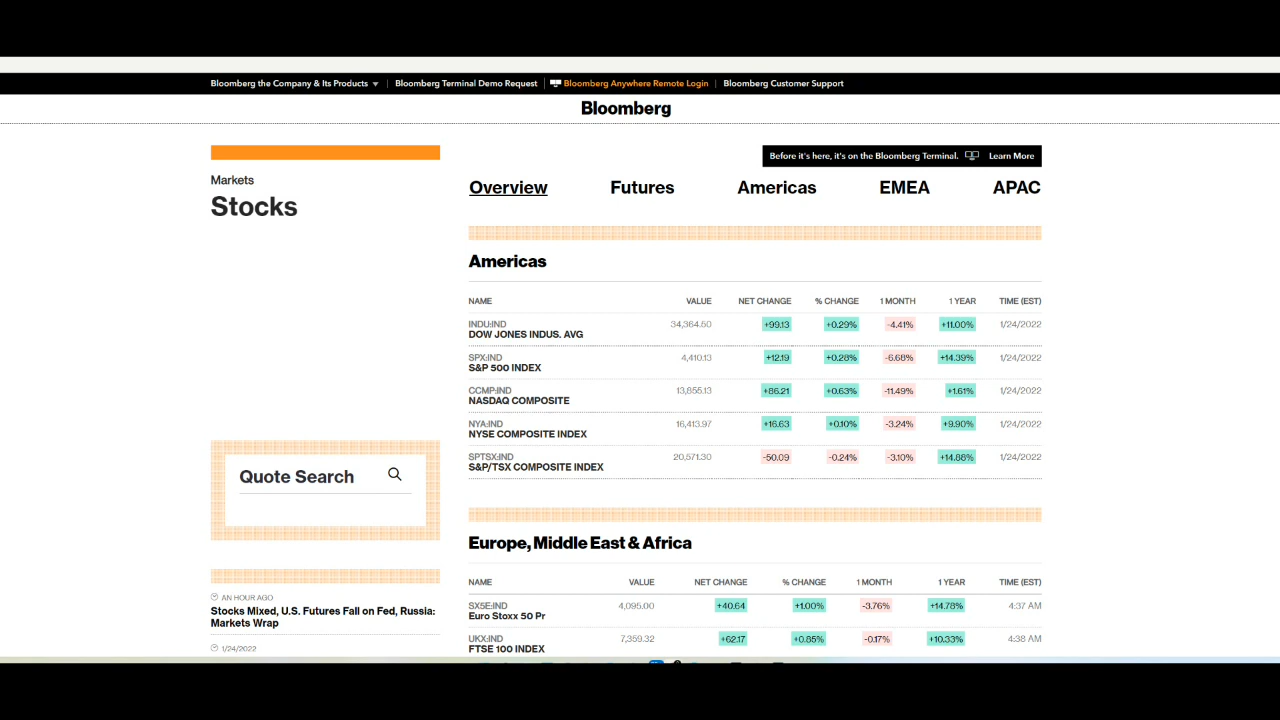 Bloomberg the Company & Its Products ▼ | Bloomberg Terminal Demo Request | Bloomberg Anywhere Remote Login | Bloomberg Customer Support
Bloomberg
Before it's here, it's on the Bloomberg Terminal. Learn More
Markets
Stocks
Overview Futures Americas EMEA APAC
Americas
NAME VALUE NET CHANGE % CHANGE 1 MONTH 1 YEAR TIME (EST)
INDU:IND 34,364.50 +99.13 +0.29% -4.41% +11.00% 1/24/2022
DOW JONES INDUS. AVG
SPX:IND 4,410.13 +12.19 +0.28% -6.68% +14.39% 1/24/2022
S&P 500 INDEX
CCMP:IND 13,855.13 +86.21 +0.63% -11.49% +1.61% 1/24/2022
NASDAQ COMPOSITE
NYA:IND 16,413.97 +16.63 +0.10% -3.24% +9.90% 1/24/2022
NYSE COMPOSITE INDEX
SPTSX:IND 20,571.30 -50.09 -0.24% -3.10% +14.88% 1/24/2022
S&P/TSX COMPOSITE INDEX
Quote Search
Europe, Middle East & Africa
NAME VALUE NET CHANGE % CHANGE 1 MONTH 1 YEAR TIME (EST)
SX5E:IND 4,095.00 +40.64 +1.00% -3.76% +14.78% 4:37 AM
Euro Stoxx 50 Pr
UKX:IND 7,359.32 +62.17 +0.85% -0.17% +10.33% 4:38 AM
FTSE 100 INDEX
AN HOUR AGO
Stocks Mixed, U.S. Futures Fall on Fed, Russia:
Markets Wrap
1/24/2022